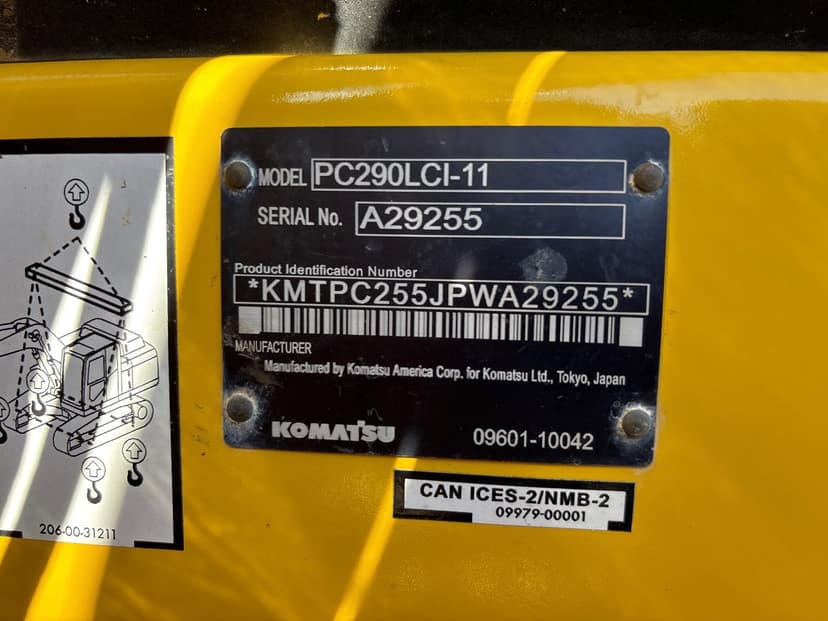 MODEL PC290LCI-11
SERIAL No. A29255
Product Identification Number
*KMTPC255JPWA29255*
MANUFACTURER
Manufactured by Komatsu America Corp. for Komatsu Ltd., Tokyo, Japan
KOMATSU 09601-10042
CAN ICES-2/NMB-2
09979-00001
206-00-31211